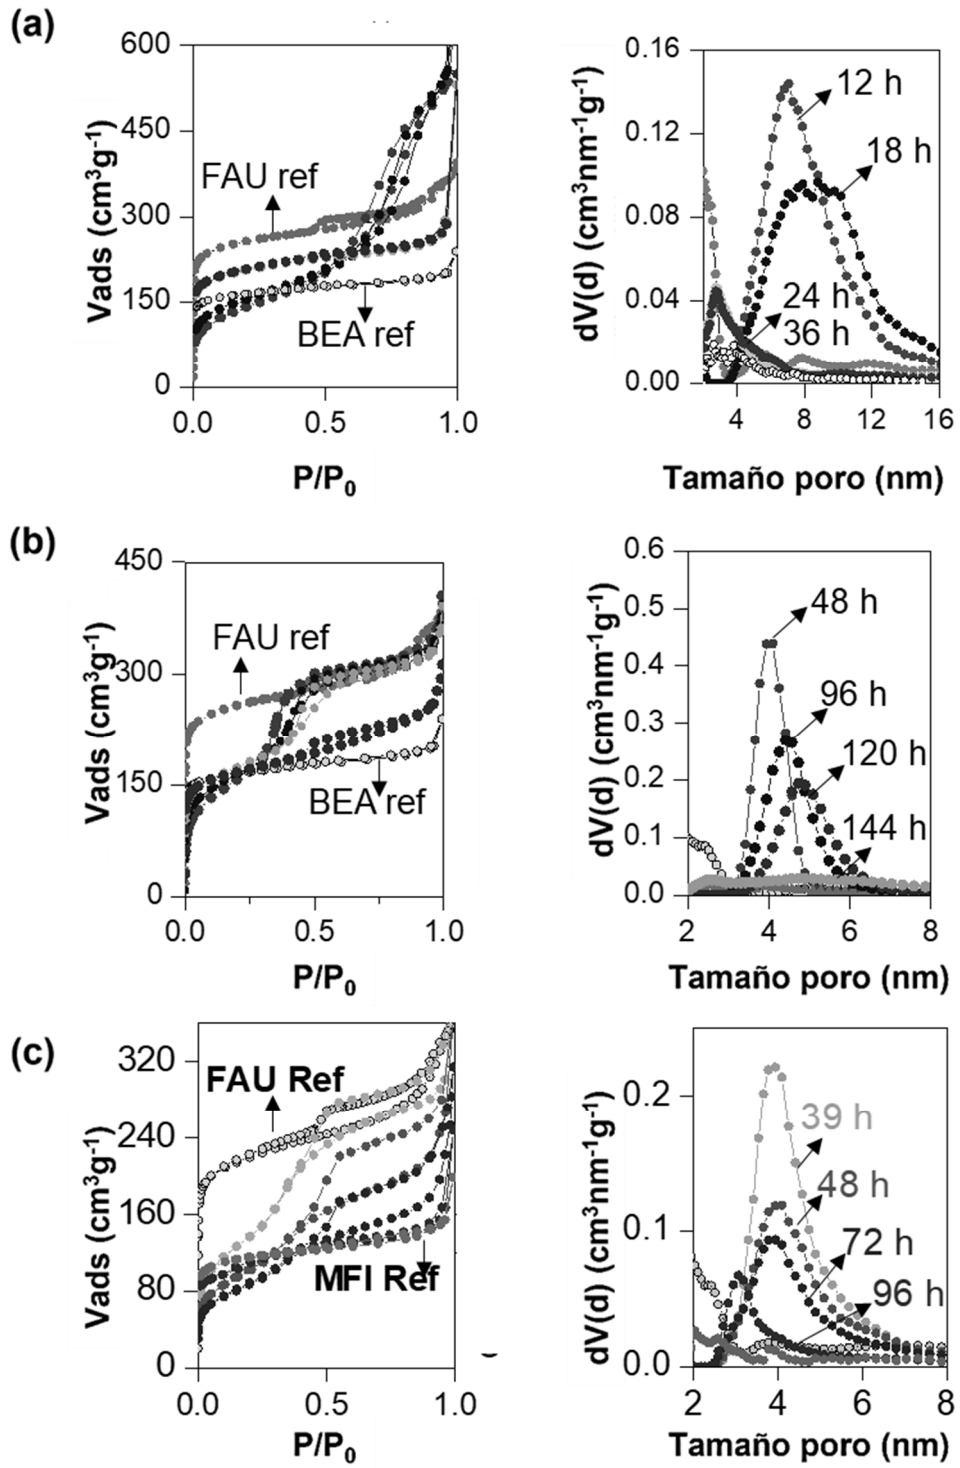 (a)
600
450
300
150
0
Vads (cm³g⁻¹)
FAU ref
BEA ref
0.0 0.5 1.0
P/P₀
0.16
0.12
0.08
0.04
0.00
dV(d) (cm³nm⁻¹g⁻¹)
12 h
18 h
24 h
36 h
4 8 12 16
Tamaño poro (nm)
(b)
450
300
150
0
Vads (cm³g⁻¹)
FAU ref
BEA ref
0.0 0.5 1.0
P/P₀
0.6
0.5
0.4
0.3
0.2
0.1
0.0
dV(d) (cm³nm⁻¹g⁻¹)
48 h
96 h
120 h
144 h
2 4 6 8
Tamaño poro (nm)
(c)
320
240
160
80
0
Vads (cm³g⁻¹)
FAU Ref
MFI Ref
0.0 0.5 1.0
P/P₀
0.2
0.1
0.0
dV(d) (cm³nm⁻¹g⁻¹)
39 h
48 h
72 h
96 h
2 4 6 8
Tamaño poro (nm)